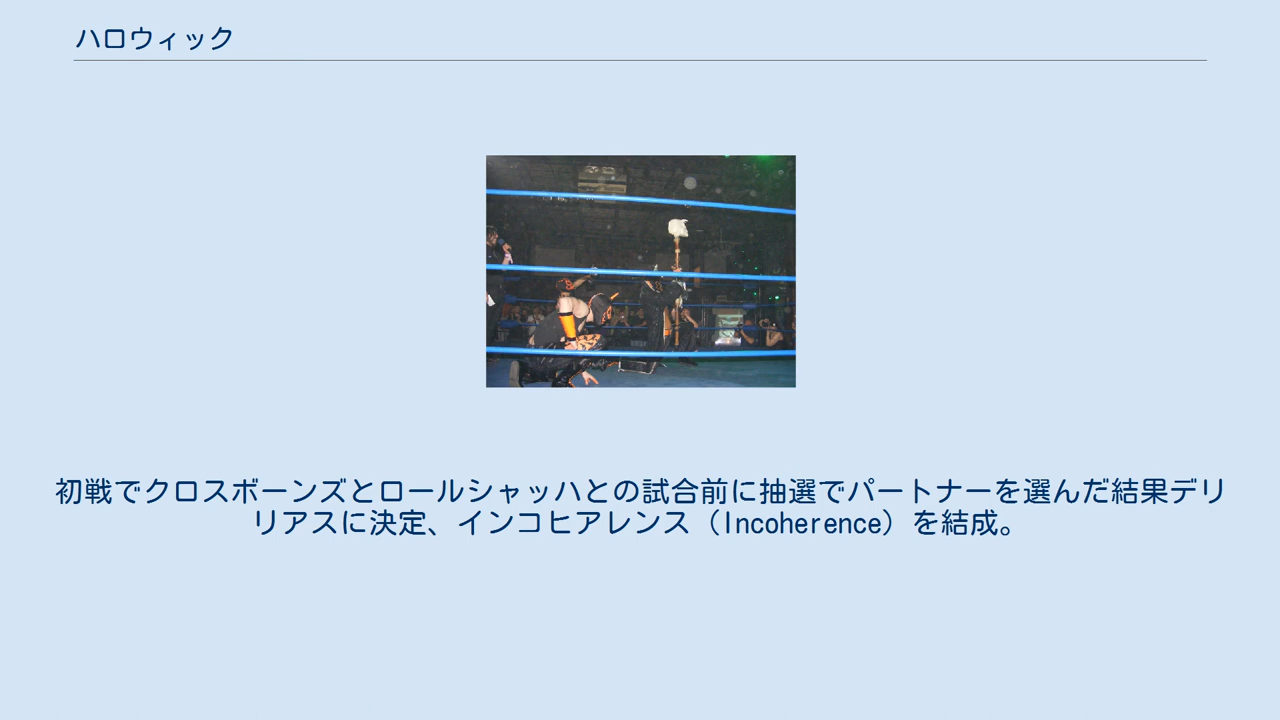 ハロウィック
初戦でクロスボーンズとロールシャッハとの試合前に抽選でパートナーを選んだ結果デリ
リアスに決定、インコヒアレンス（Incoherence）を結成。